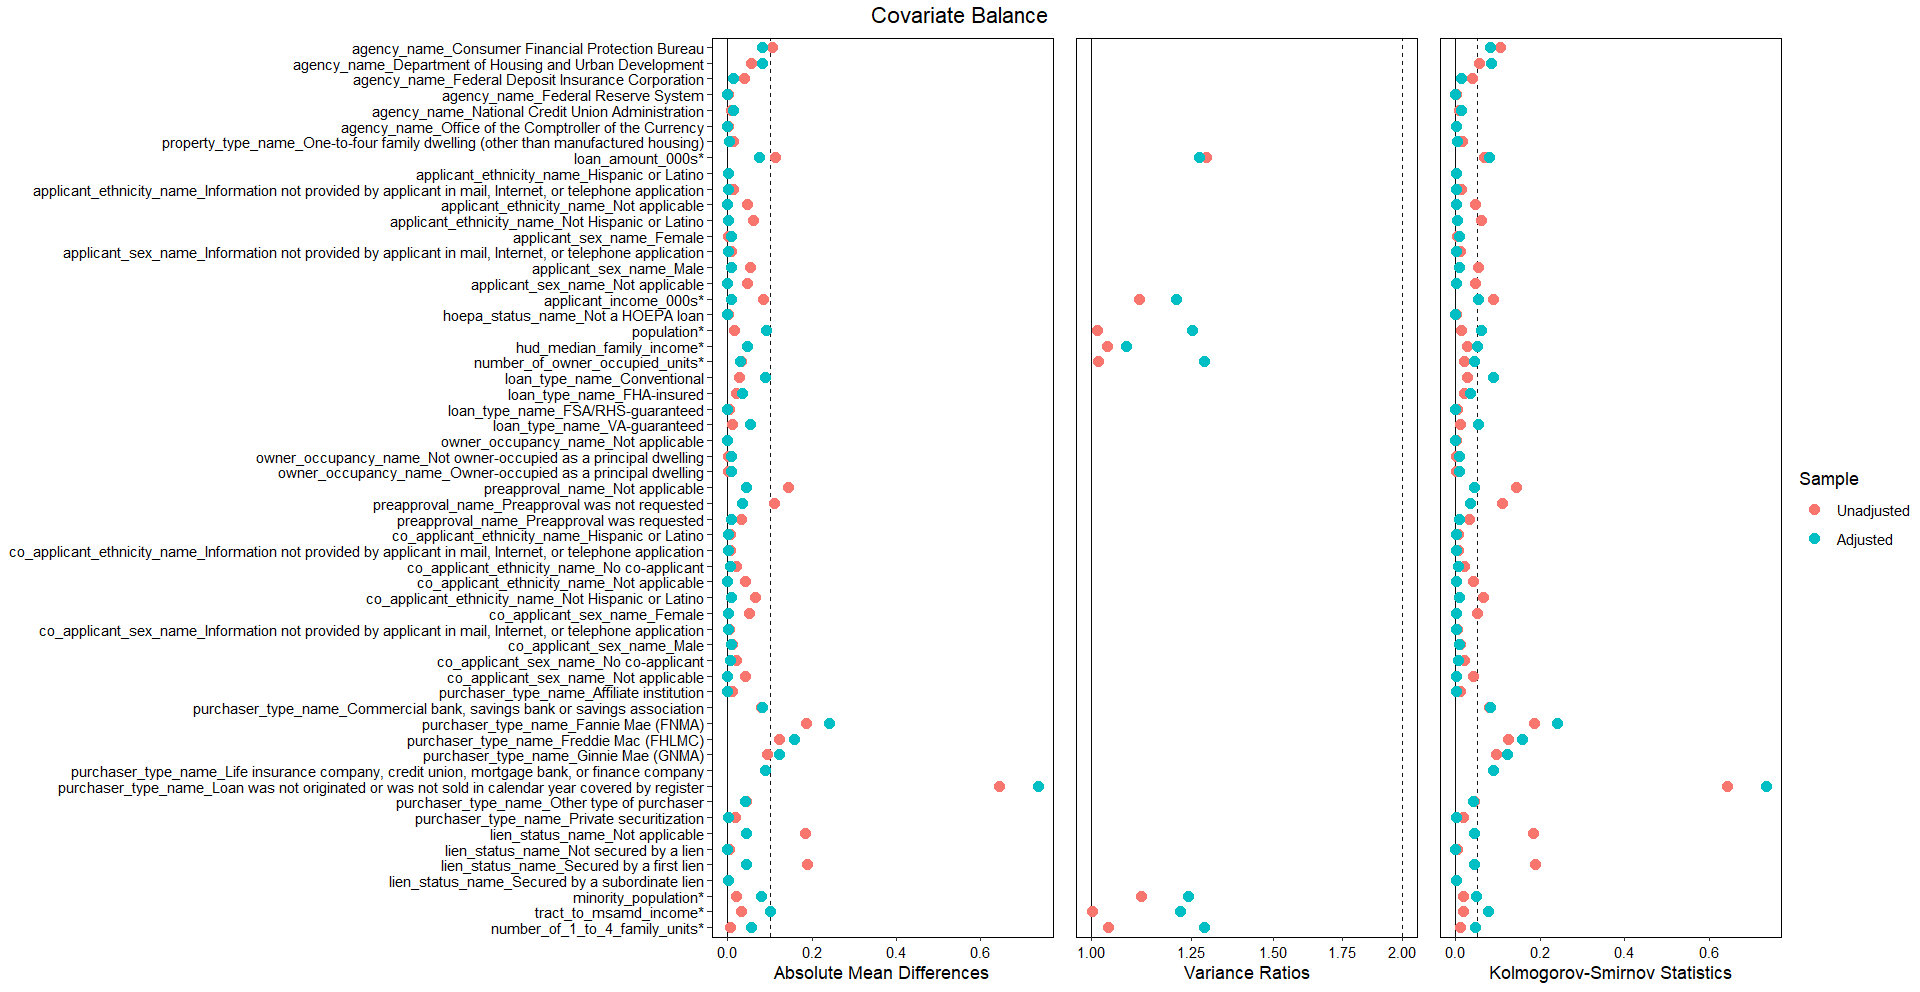 Covariate Balance
agency_name_Consumer Financial Protection Bureau
agency_name_Department of Housing and Urban Development
agency_name_Federal Deposit Insurance Corporation
agency_name_Federal Reserve System
agency_name_National Credit Union Administration
agency_name_Office of the Comptroller of the Currency
property_type_name_One-to-four family dwelling (other than manufactured housing)
loan_amount_000s*
applicant_ethnicity_name_Hispanic or Latino
applicant_ethnicity_name_Information not provided by applicant in mail, Internet, or telephone application
applicant_ethnicity_name_Not applicable
applicant_ethnicity_name_Not Hispanic or Latino
applicant_sex_name_Female
applicant_sex_name_Information not provided by applicant in mail, Internet, or telephone application
applicant_sex_name_Male
applicant_sex_name_Not applicable
applicant_income_000s*
hoepa_status_name_Not a HOEPA loan
population*
hud_median_family_income*
number_of_owner_occupied_units*
loan_type_name_Conventional
loan_type_name_FHA-insured
loan_type_name_FSA/RHS-guaranteed
loan_type_name_VA-guaranteed
owner_occupancy_name_Not applicable
owner_occupancy_name_Not owner-occupied as a principal dwelling
owner_occupancy_name_Owner-occupied as a principal dwelling
preapproval_name_Not applicable
preapproval_name_Preapproval was not requested
preapproval_name_Preapproval was requested
co_applicant_ethnicity_name_Hispanic or Latino
co_applicant_ethnicity_name_Information not provided by applicant in mail, Internet, or telephone application
co_applicant_ethnicity_name_No co-applicant
co_applicant_ethnicity_name_Not applicable
co_applicant_ethnicity_name_Not Hispanic or Latino
co_applicant_sex_name_Female
co_applicant_sex_name_Information not provided by applicant in mail, Internet, or telephone application
co_applicant_sex_name_Male
co_applicant_sex_name_No co-applicant
co_applicant_sex_name_Not applicable
purchaser_type_name_Affiliate institution
purchaser_type_name_Commercial bank, savings bank or savings association
purchaser_type_name_Fannie Mae (FNMA)
purchaser_type_name_Freddie Mac (FHLMC)
purchaser_type_name_Ginnie Mae (GNMA)
purchaser_type_name_Life insurance company, credit union, mortgage bank, or finance company
purchaser_type_name_Loan was not originated or was not sold in calendar year covered by register
purchaser_type_name_Other type of purchaser
purchaser_type_name_Private securitization
lien_status_name_Not applicable
lien_status_name_Not secured by a lien
lien_status_name_Secured by a first lien
lien_status_name_Secured by a subordinate lien
minority_population*
tract_to_msamd_income*
number_of_1_to_4_family_units*
0.0 0.2 0.4 0.6
Absolute Mean Differences
1.00 1.25 1.50 1.75 2.00
Variance Ratios
0.0 0.2 0.4 0.6
Kolmogorov-Smirnov Statistics
Sample
Unadjusted
Adjusted